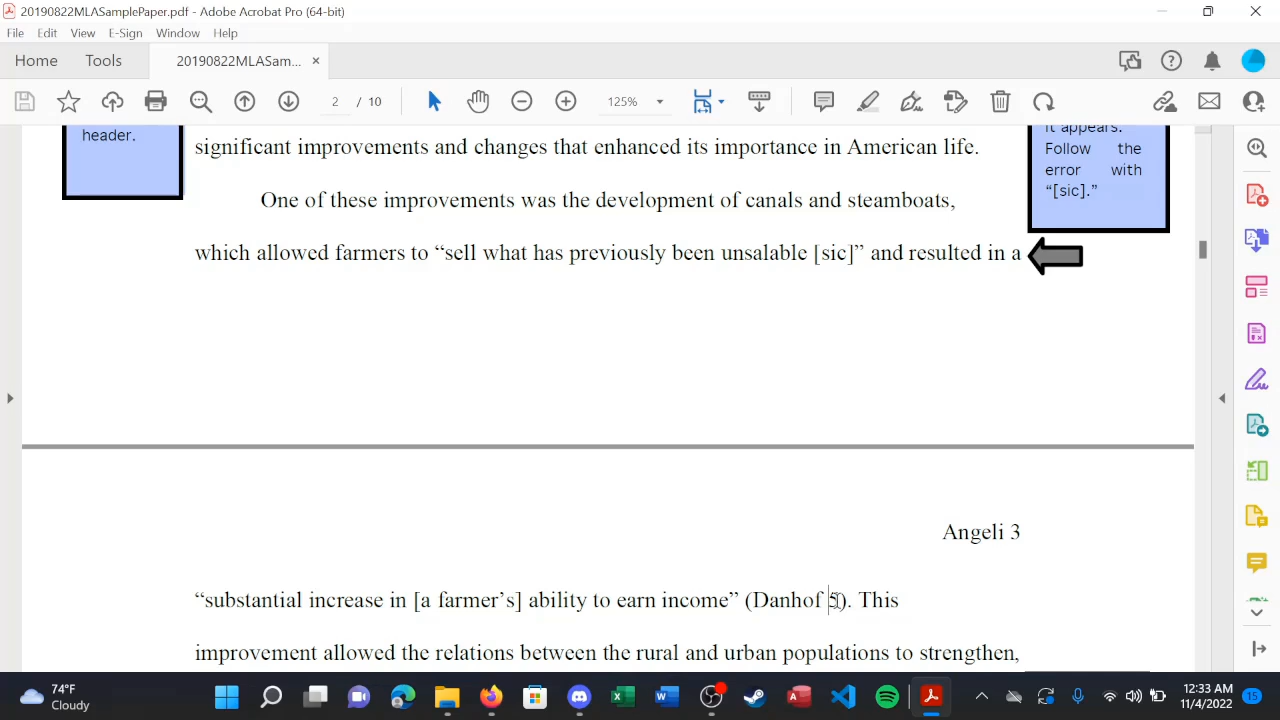 20190822MLASamplePaper.pdf - Adobe Acrobat Pro (64-bit)
File Edit View E-Sign Window Help
Home Tools 20190822MLASam... ×
2 / 10 125%
header.
it appears.
Follow the
error with
“[sic].”
significant improvements and changes that enhanced its importance in American life.
One of these improvements was the development of canals and steamboats,
which allowed farmers to “sell what has previously been unsalable [sic]” and resulted in a
Angeli 3
“substantial increase in [a farmer’s] ability to earn income” (Danhof 5). This
improvement allowed the relations between the rural and urban populations to strengthen,
74°F
Cloudy
12:33 AM
11/4/2022
15